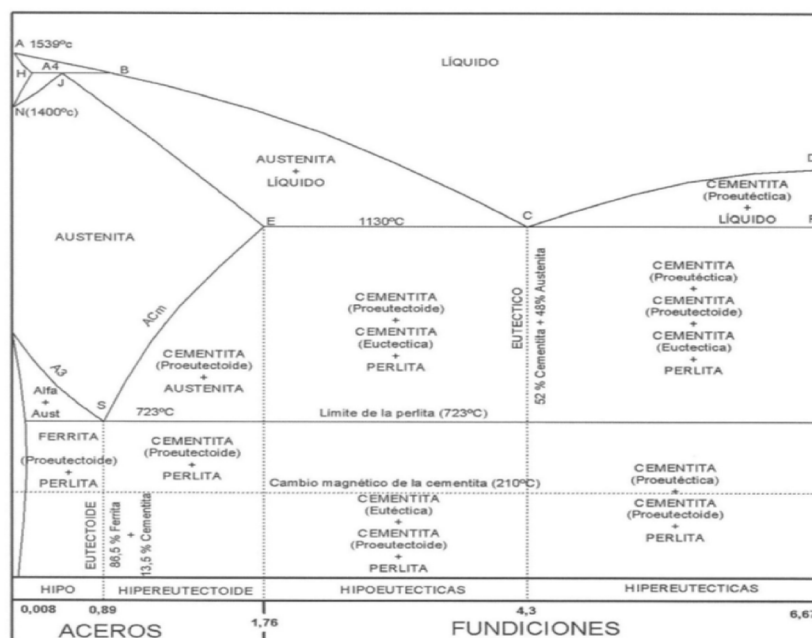 A 1539ºc
H
A4
J
B
N(1400ºc)
LÍQUIDO
AUSTENITA
+
LÍQUIDO
D
CEMENTITA
(Proeutéctica)
+
LÍQUIDO
E
1130ºC
C
F
AUSTENITA
ACm
CEMENTITA
(Proeutectoide)
+
AUSTENITA
CEMENTITA
(Proeutectoide)
+
CEMENTITA
(Euctectica)
+
PERLITA
EUTECTICO
52 % Cementita + 48% Austenita
CEMENTITA
(Proeutéctica)
+
CEMENTITA
(Proeutectoide)
+
CEMENTITA
(Euctectica)
+
PERLITA
A3
Alfa
+
Aust
S
723ºC
Límite de la perlita (723ºC)
FERRITA
(Proeutectoide)
+
PERLITA
CEMENTITA
(Proeutectoide)
+
PERLITA
Cambio magnético de la cementita (210ºC)
EUTECTOIDE
86,5 % Ferrita
+
13,5 % Cementita
CEMENTITA
(Eutéctica)
+
CEMENTITA
(Proeutectoide)
+
PERLITA
CEMENTITA
(Proeutéctica)
+
CEMENTITA
(Proeutectoide)
+
PERLITA
HIPO
HIPEREUTECTOIDE
HIPOEUTECTICAS
HIPEREUTECTICAS
0,008
0,89
1,76
4,3
6,67
ACEROS
FUNDICIONES